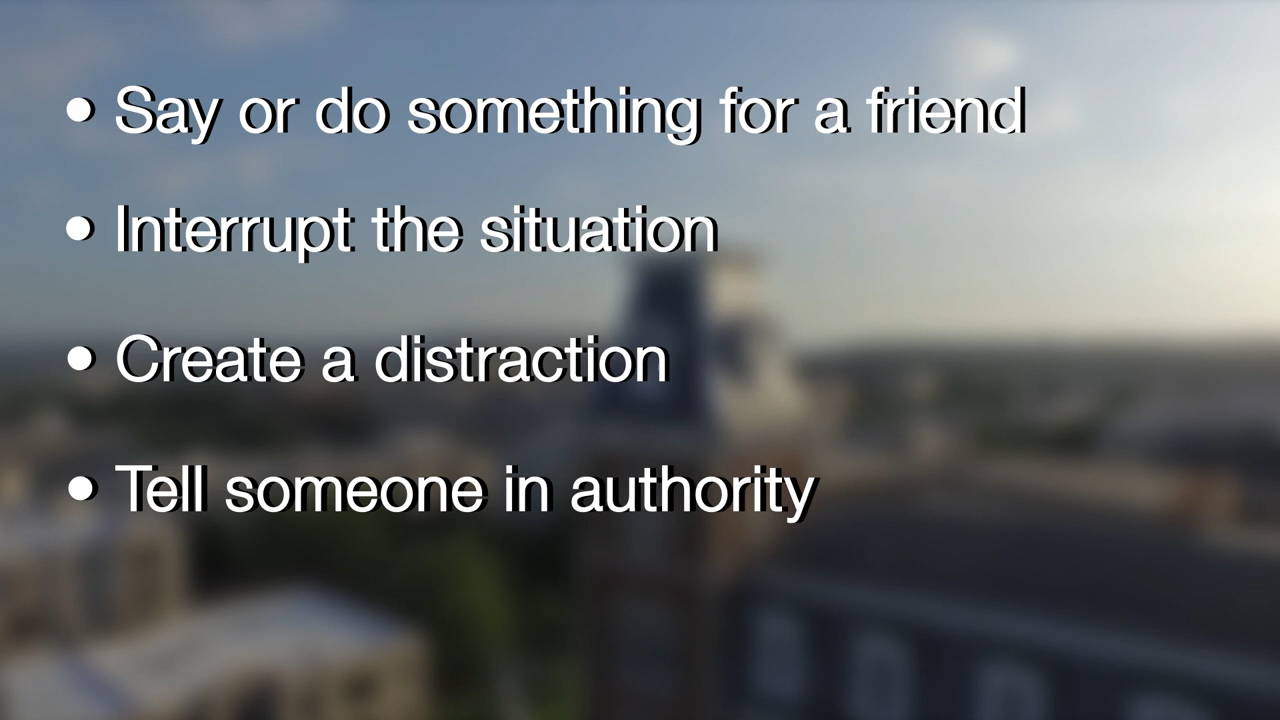 • Say or do something for a friend
• Interrupt the situation
• Create a distraction
• Tell someone in authority